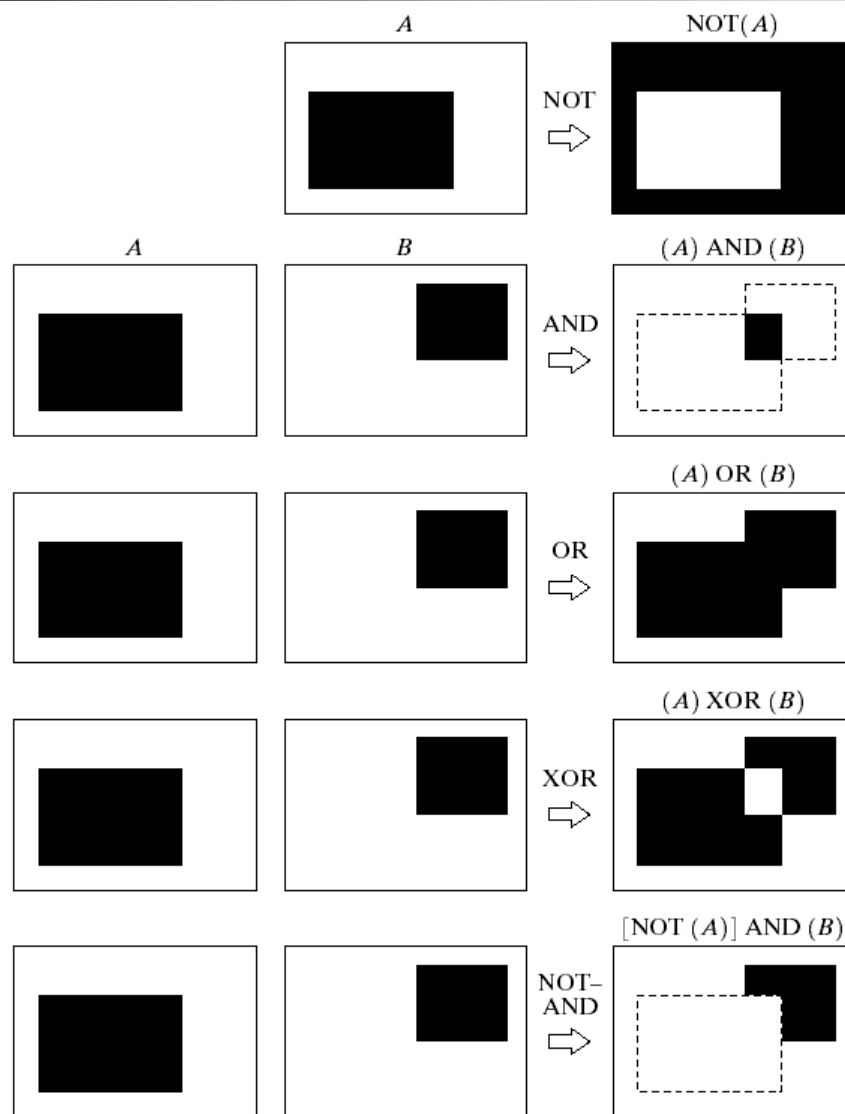 A NOT(A)
NOT
A B (A) AND (B)
AND
(A) OR (B)
OR
(A) XOR (B)
XOR
[NOT (A)] AND (B)
NOT–
AND